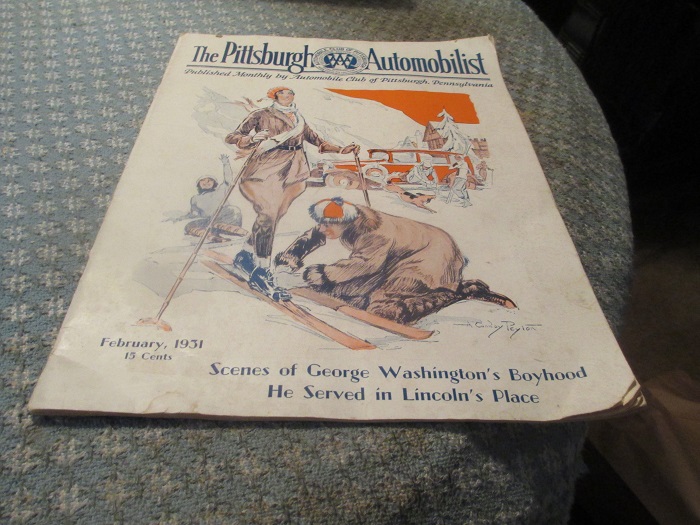 The Pittsburgh AAA Automobilist
Published Monthly by Automobile Club of Pittsburgh, Pennsylvania
February, 1931
15 Cents
Scenes of George Washington's Boyhood
He Served in Lincoln's Place